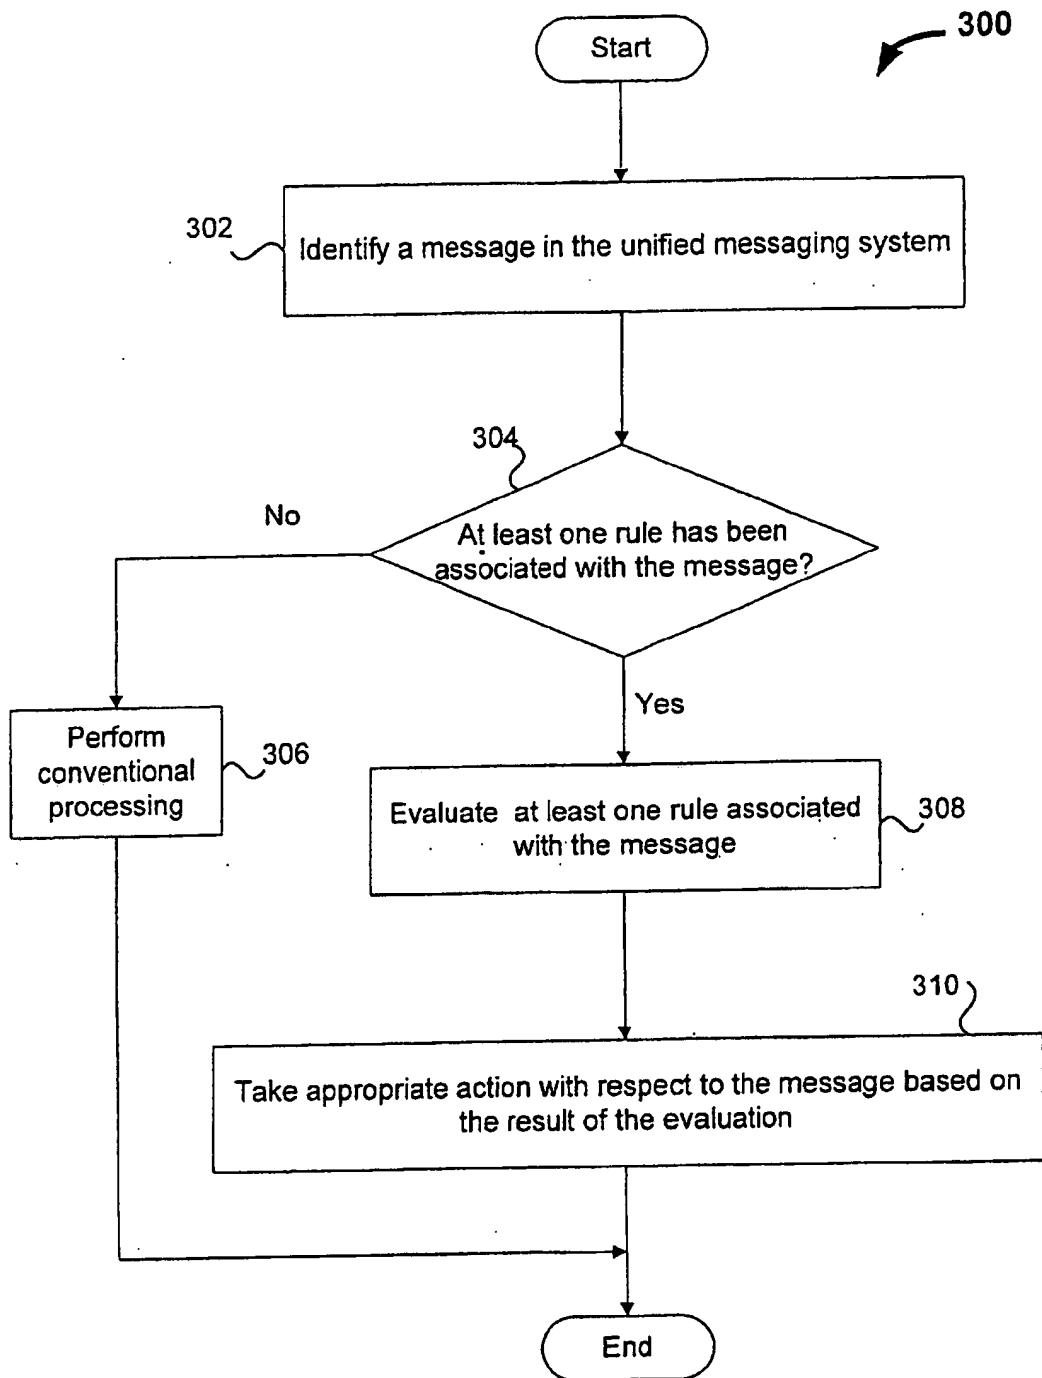 Start
300
302
Identify a message in the unified messaging system
304
No
At least one rule has been
associated with the message?
Yes
Perform
conventional
processing
306
Evaluate at least one rule associated
with the message
308
310
Take appropriate action with respect to the message based on
the result of the evaluation
End